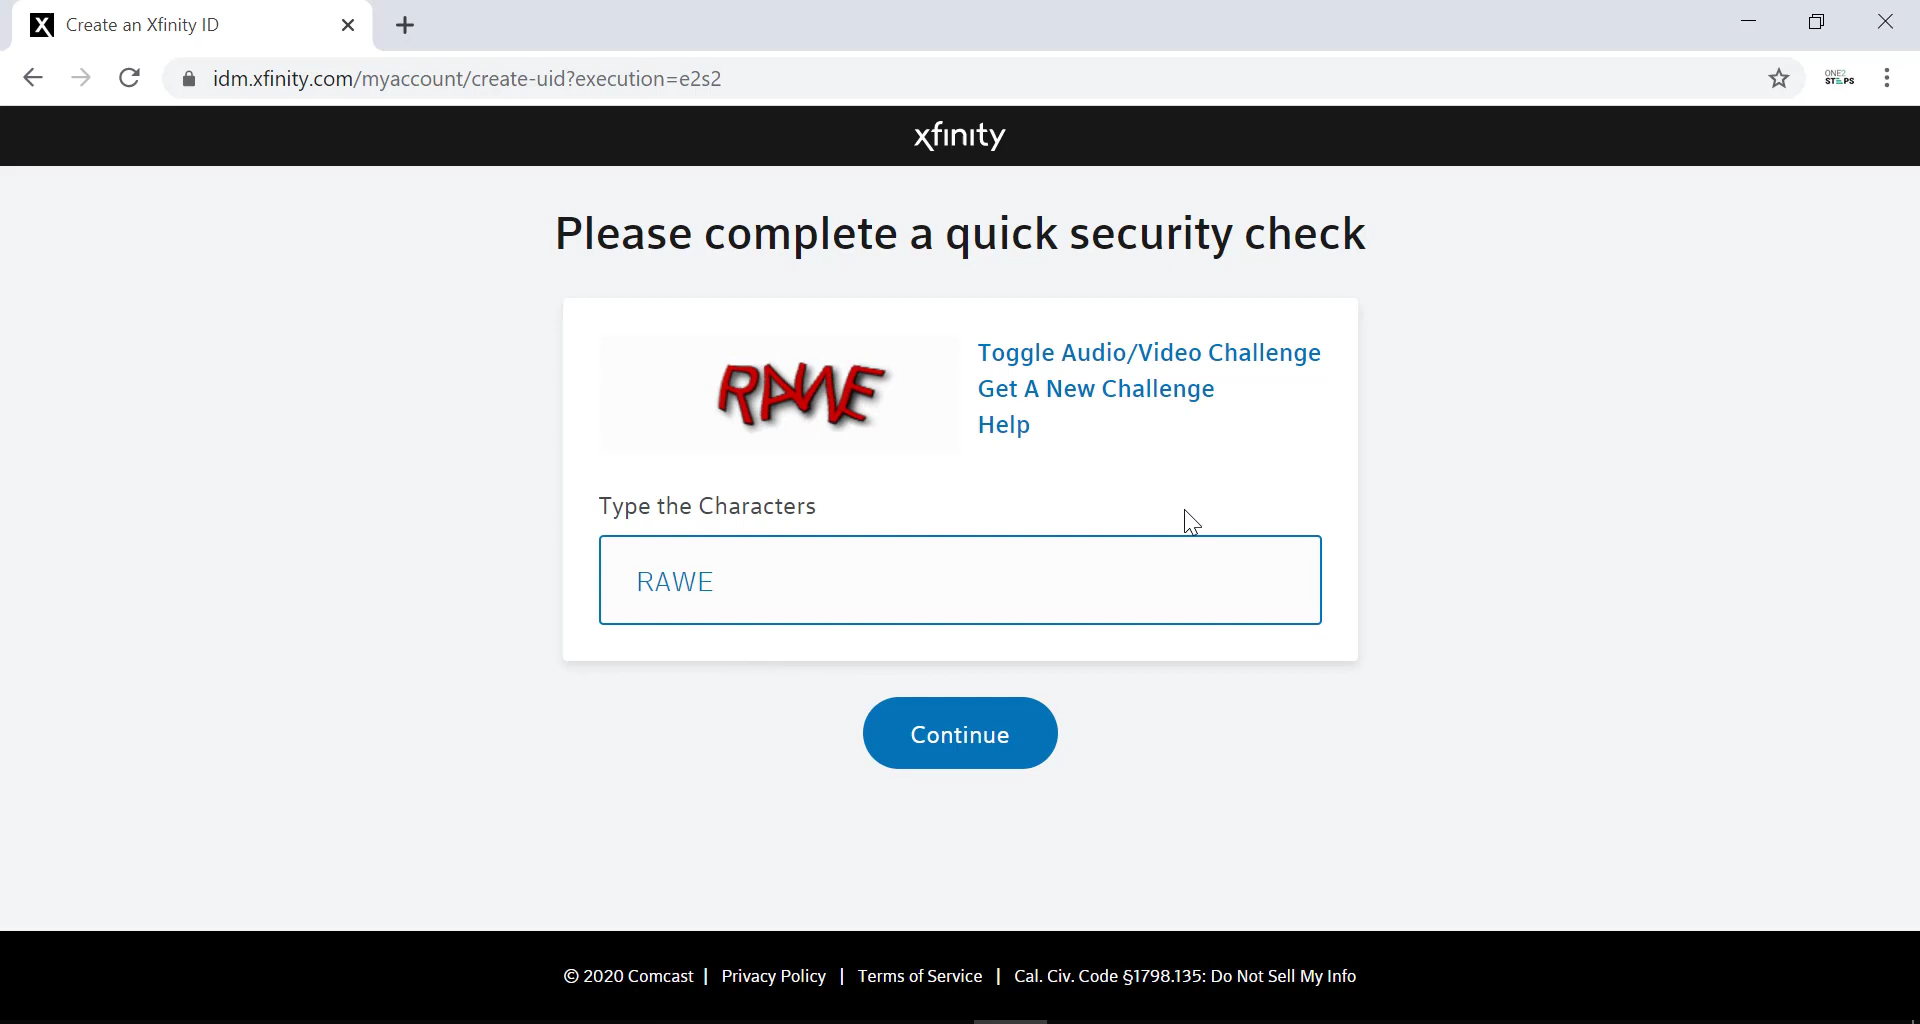 Create an Xfinity ID
idm.xfinity.com/myaccount/create-uid?execution=e2s2
ONE2
STEPS
xfinity
Please complete a quick security check
RAWE
Toggle Audio/Video Challenge
Get A New Challenge
Help
Type the Characters
RAWE
Continue
© 2020 Comcast | Privacy Policy | Terms of Service | Cal. Civ. Code §1798.135: Do Not Sell My Info